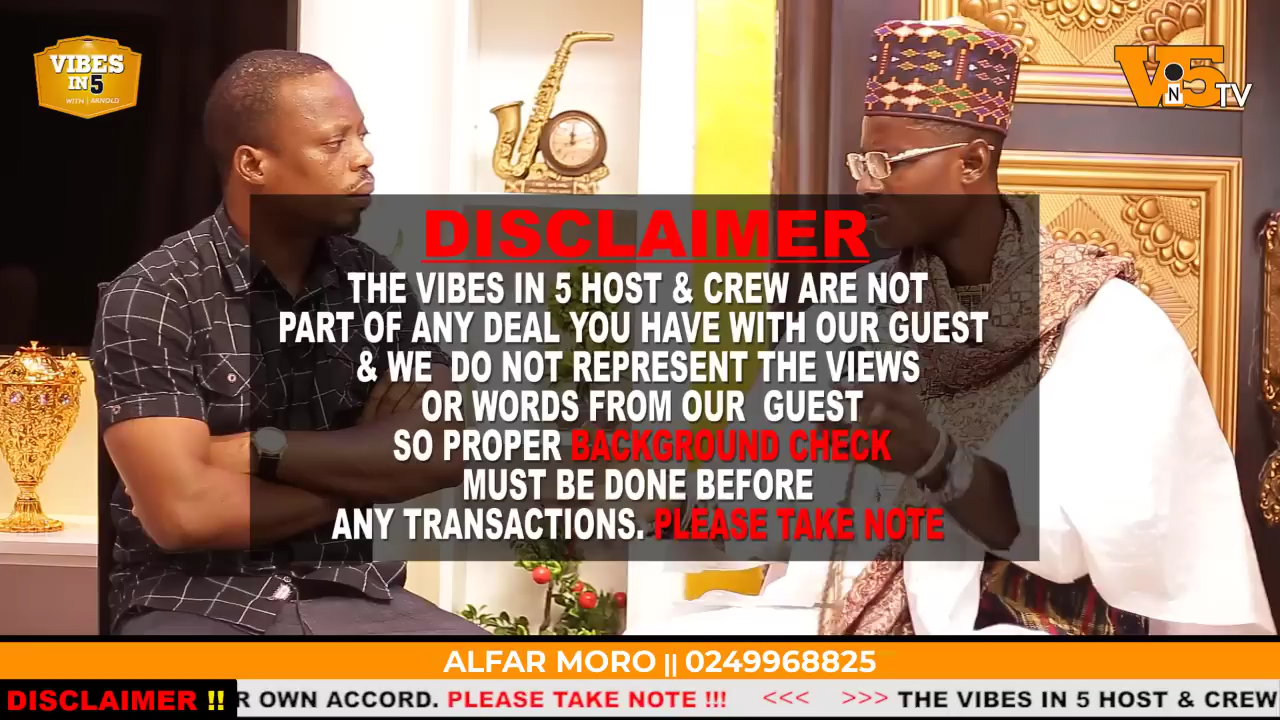 VIBES
IN 5
WITH | ARNOLD
V IN 5 TV
DISCLAIMER
THE VIBES IN 5 HOST & CREW ARE NOT
PART OF ANY DEAL YOU HAVE WITH OUR GUEST
& WE DO NOT REPRESENT THE VIEWS
OR WORDS FROM OUR GUEST
SO PROPER BACKGROUND CHECK
MUST BE DONE BEFORE
ANY TRANSACTIONS. PLEASE TAKE NOTE
ALFAR MORO || 0249968825
DISCLAIMER !! R OWN ACCORD. PLEASE TAKE NOTE !!! <<< >>> THE VIBES IN 5 HOST & CREW